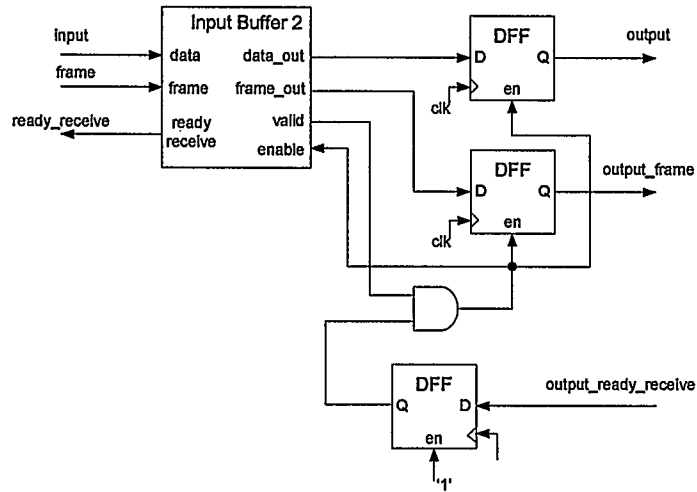 Input Buffer 2
input
data
data_out
frame
frame
frame_out
ready_receive
ready
receive
valid
enable
DFF
D
Q
en
clk
output
DFF
D
Q
en
clk
output_frame
DFF
Q
D
en
output_ready_receive
'1'